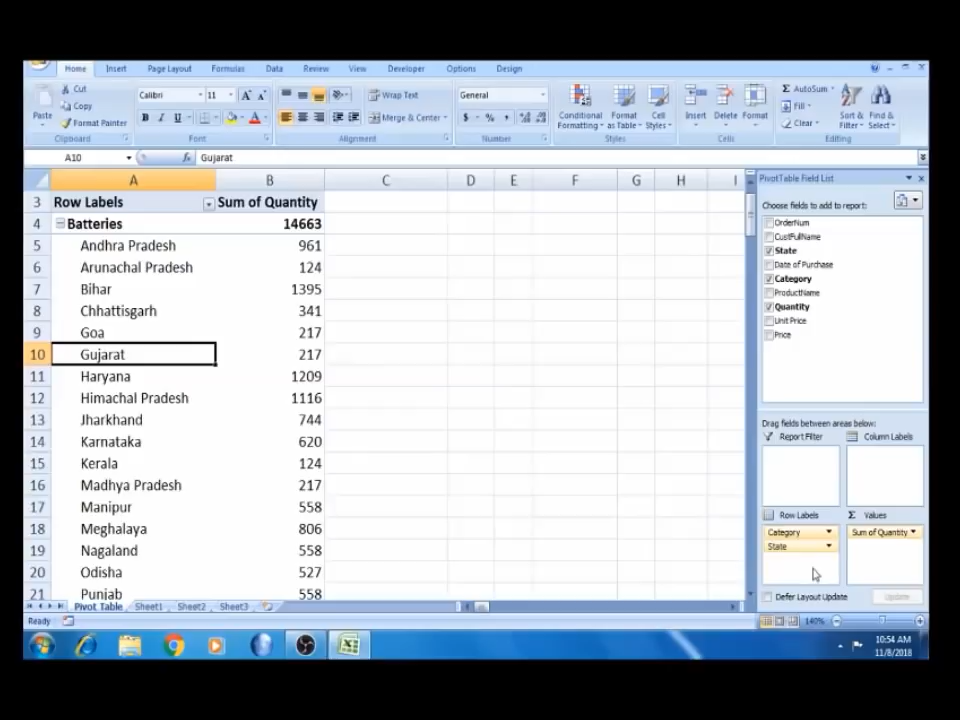 Home Insert Page Layout Formulas Data Review View Developer Options Design
Cut
Copy
Format Painter
Paste
Clipboard
Calibri 11
B I U
Font
Wrap Text
Merge & Center
Alignment
General
$ % ,
Number
Conditional Formatting
Format as Table
Cell Styles
Styles
Insert Delete Format
Cells
Σ AutoSum
Fill
Clear
Sort & Filter
Find & Select
Editing
A10 fx Gujarat
A B C D E F G H I
3 Row Labels Sum of Quantity
4 Batteries 14663
5 Andhra Pradesh 961
6 Arunachal Pradesh 124
7 Bihar 1395
8 Chhattisgarh 341
9 Goa 217
10 Gujarat 217
11 Haryana 1209
12 Himachal Pradesh 1116
13 Jharkhand 744
14 Karnataka 620
15 Kerala 124
16 Madhya Pradesh 217
17 Manipur 558
18 Meghalaya 806
19 Nagaland 558
20 Odisha 527
21 Punjab 558
PivotTable Field List
Choose fields to add to report:
OrderNum
CustFullName
State
Date of Purchase
Category
ProductName
Quantity
Unit Price
Price
Drag fields between areas below:
Report Filter Column Labels
Row Labels Σ Values
Category Sum of Quantity
State
Defer Layout Update Update
Pivot Table Sheet1 Sheet2 Sheet3
Ready 140%
10:54 AM
11/8/2018